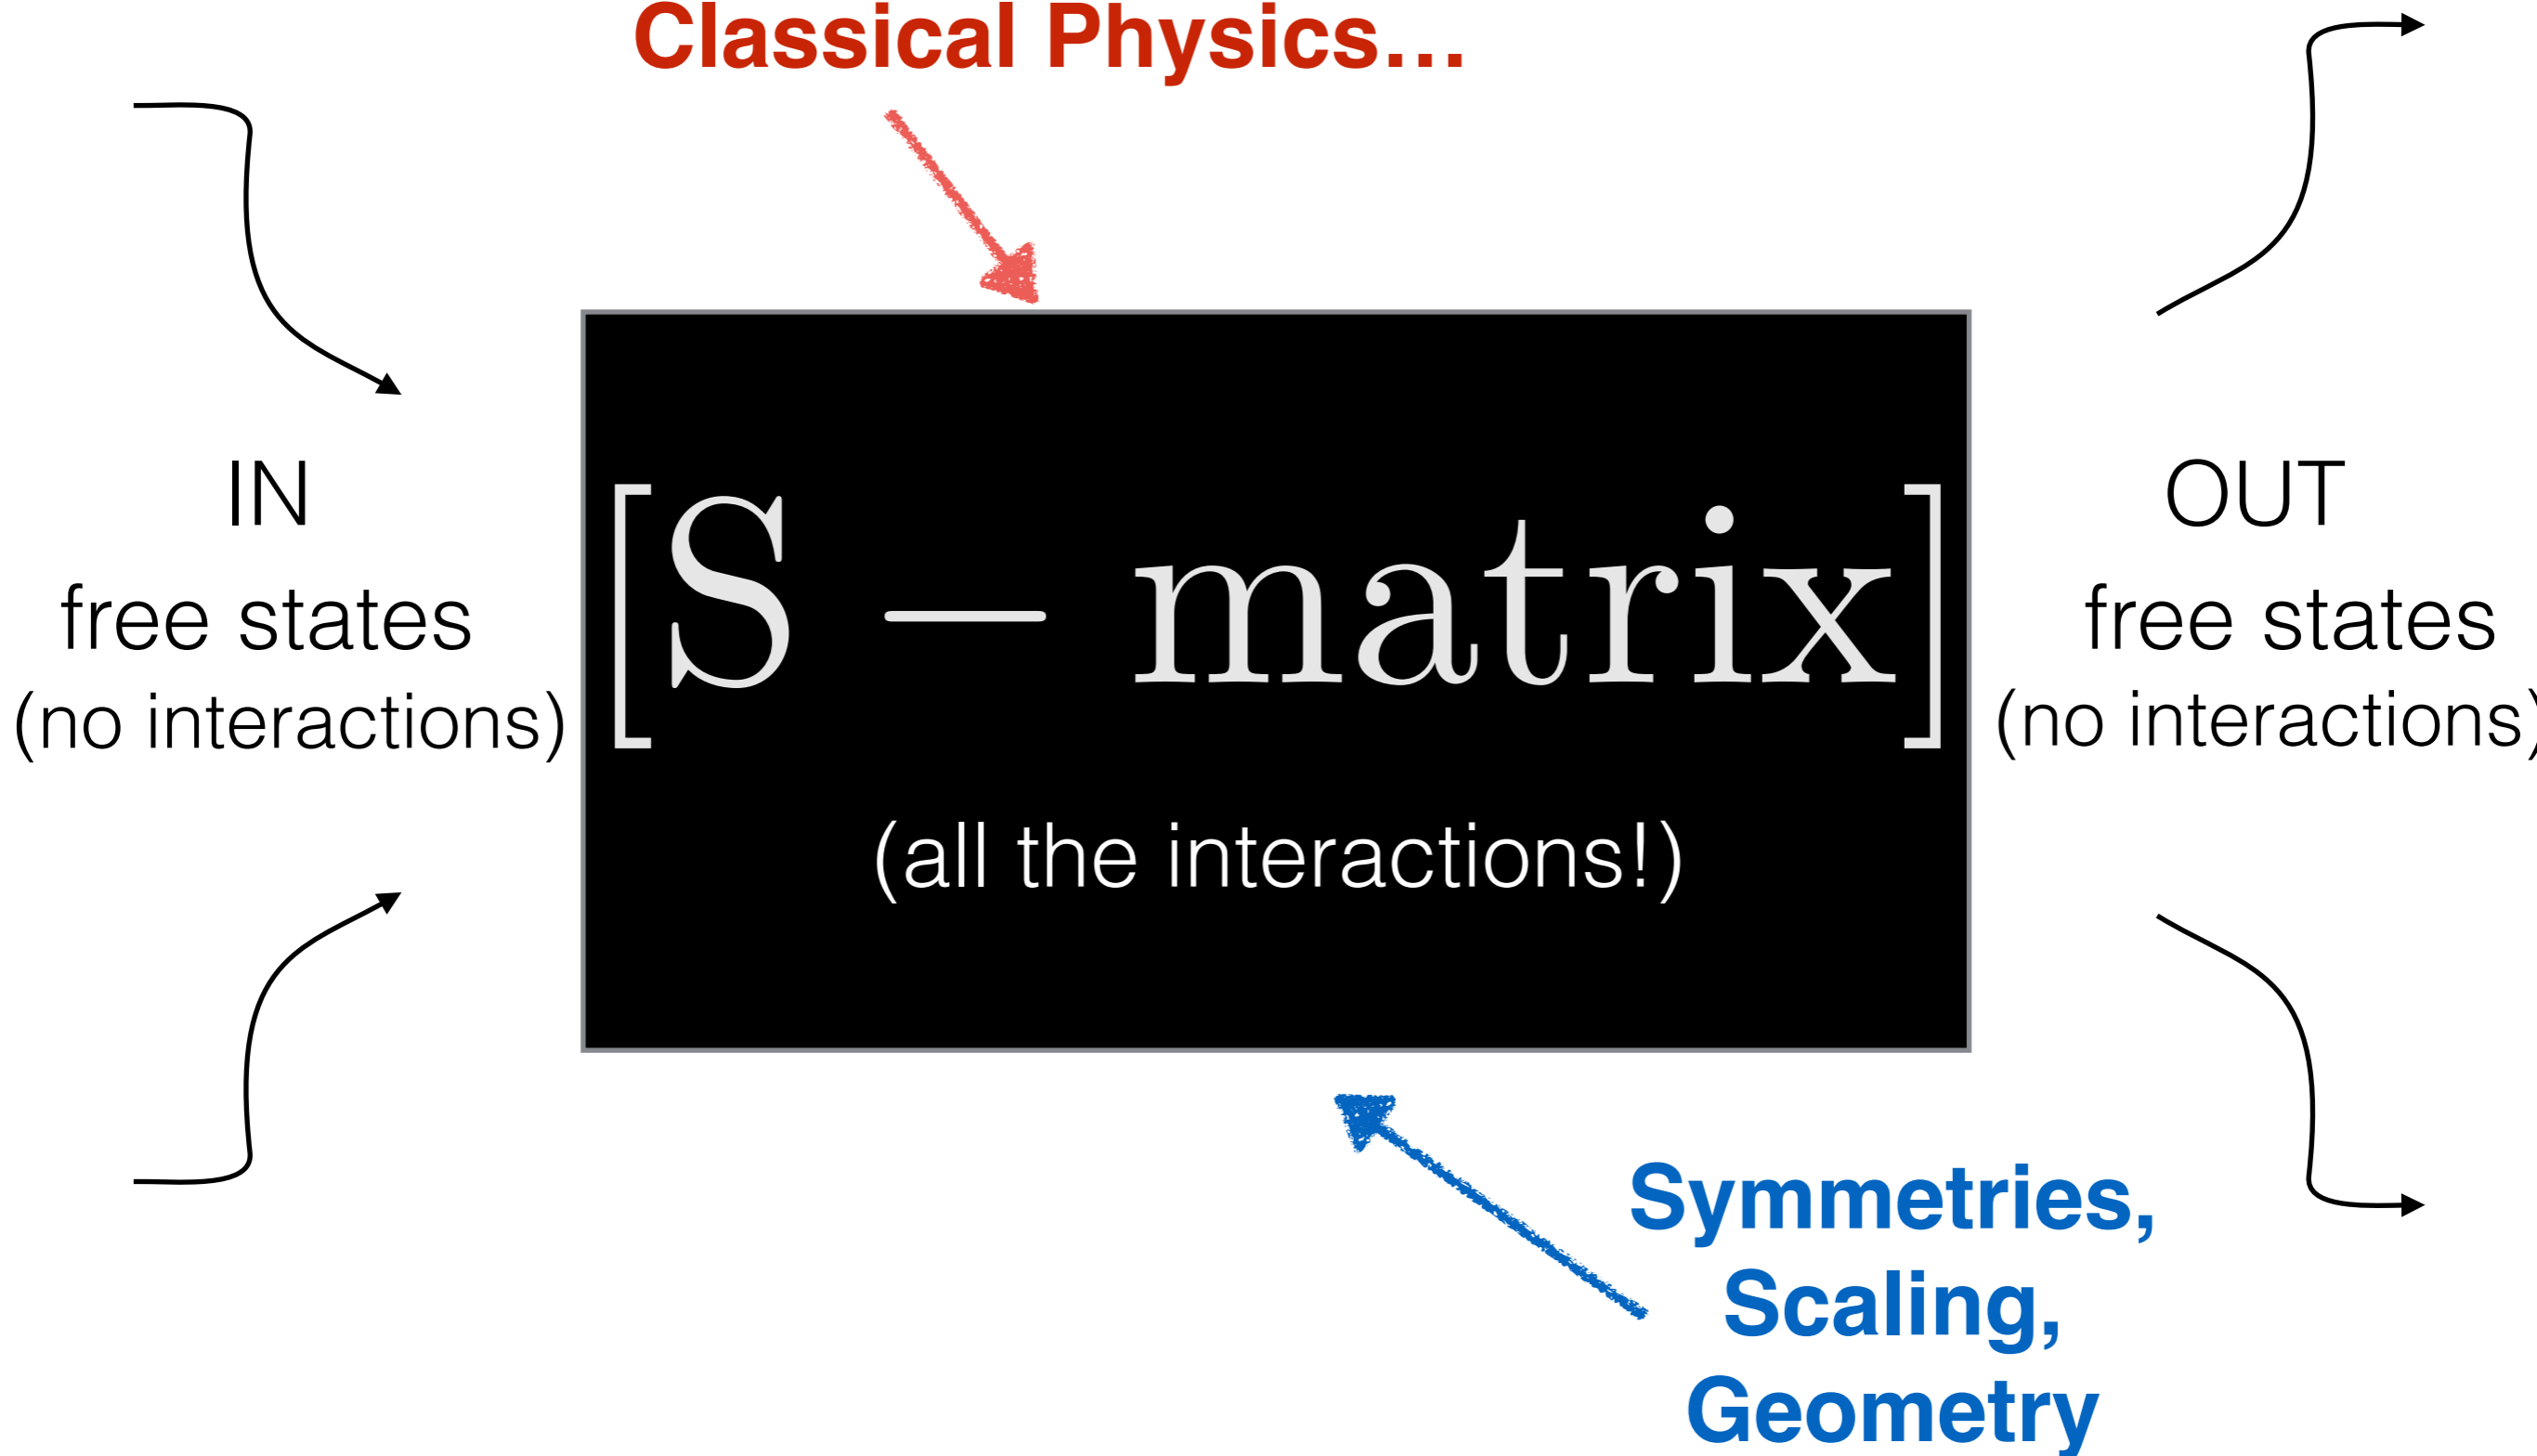 Classical Physics...
IN
free states
(no interactions)
[S – matrix]
(all the interactions!)
OUT
free states
(no interactions)
Symmetries,
Scaling,
Geometry